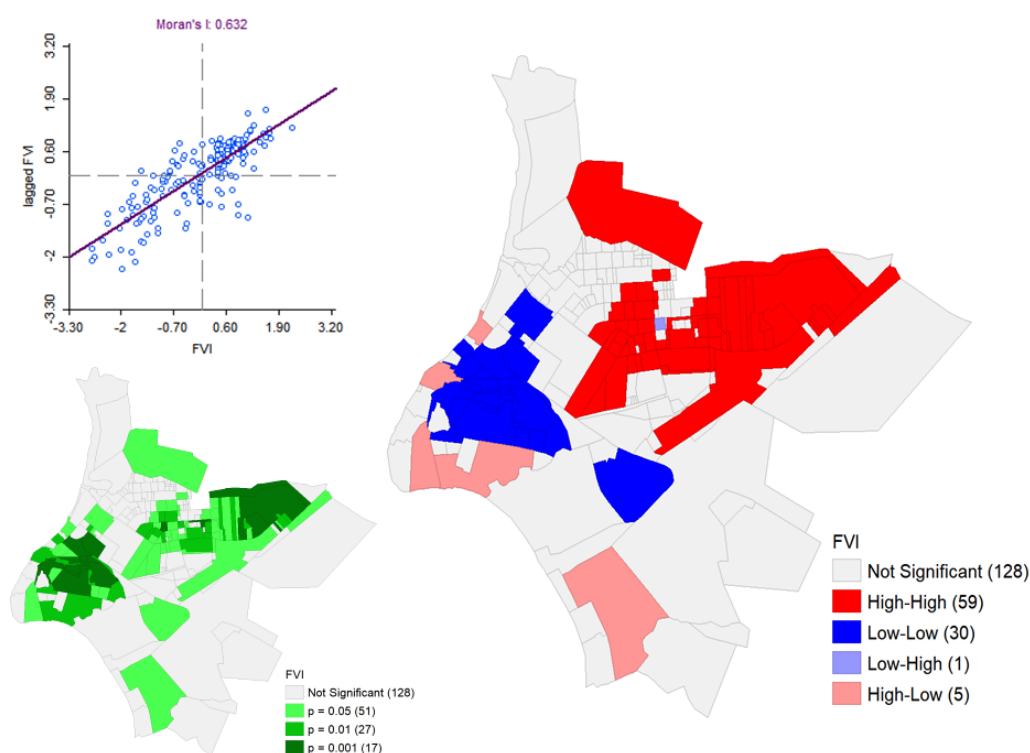 Moran's I: 0.632
3.20
1.90
0.60
-0.70
-2
-3.30
lagged FVI
-3.30 -2 -0.70 0.60 1.90 3.20
FVI
FVI
Not Significant (128)
High-High (59)
Low-Low (30)
Low-High (1)
High-Low (5)
FVI
Not Significant (128)
p = 0.05 (51)
p = 0.01 (27)
p = 0.001 (17)